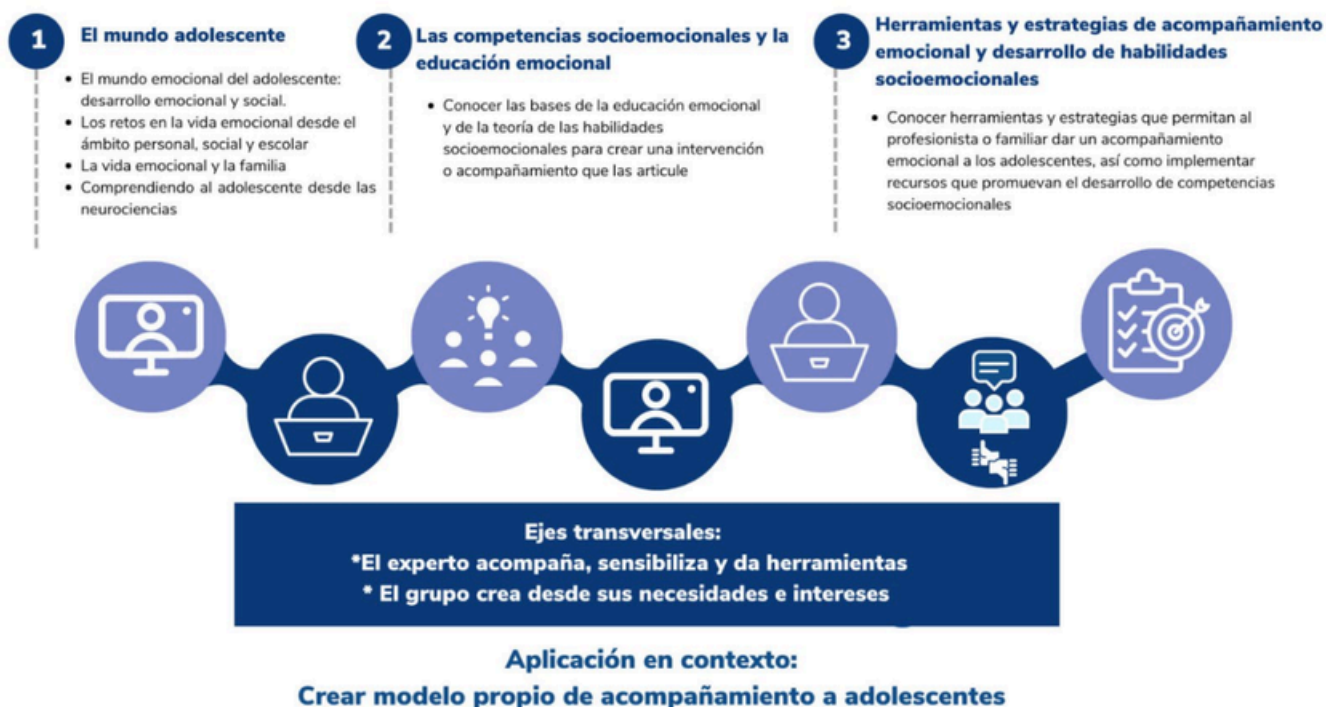 1
El mundo adolescente
• El mundo emocional del adolescente:
desarrollo emocional y social.
• Los retos en la vida emocional desde el
ámbito personal, social y escolar
• La vida emocional y la familia
• Comprendiendo al adolescente desde las
neurociencias
2
Las competencias socioemocionales y la
educación emocional
• Conocer las bases de la educación emocional
y de la teoría de las habilidades
socioemocionales para crear una intervención
o acompañamiento que las articule
3
Herramientas y estrategias de acompañamiento
emocional y desarrollo de habilidades
socioemocionales
• Conocer herramientas y estrategias que permitan al
profesionista o familiar dar un acompañamiento
emocional a los adolescentes, así como implementar
recursos que promuevan el desarrollo de competencias
socioemocionales
Ejes transversales:
*El experto acompaña, sensibiliza y da herramientas
* El grupo crea desde sus necesidades e intereses
Aplicación en contexto:
Crear modelo propio de acompañamiento a adolescentes